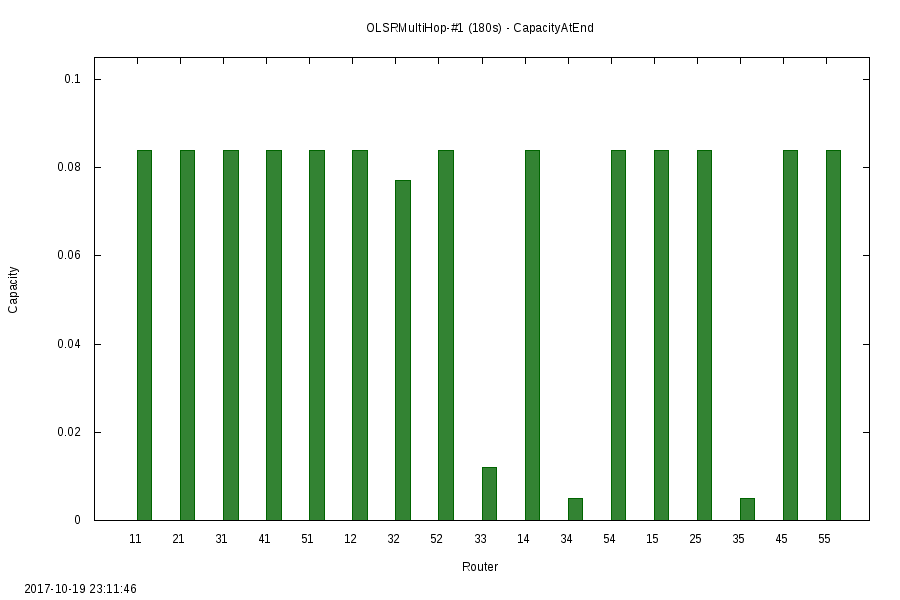 OLSRMultiHop-#1 (180s) - CapacityAtEnd
0.1
0.08
0.06
0.04
0.02
0
Capacity
11 21 31 41 51 12 32 52 33 14 34 54 15 25 35 45 55
Router
2017-10-19 23:11:46